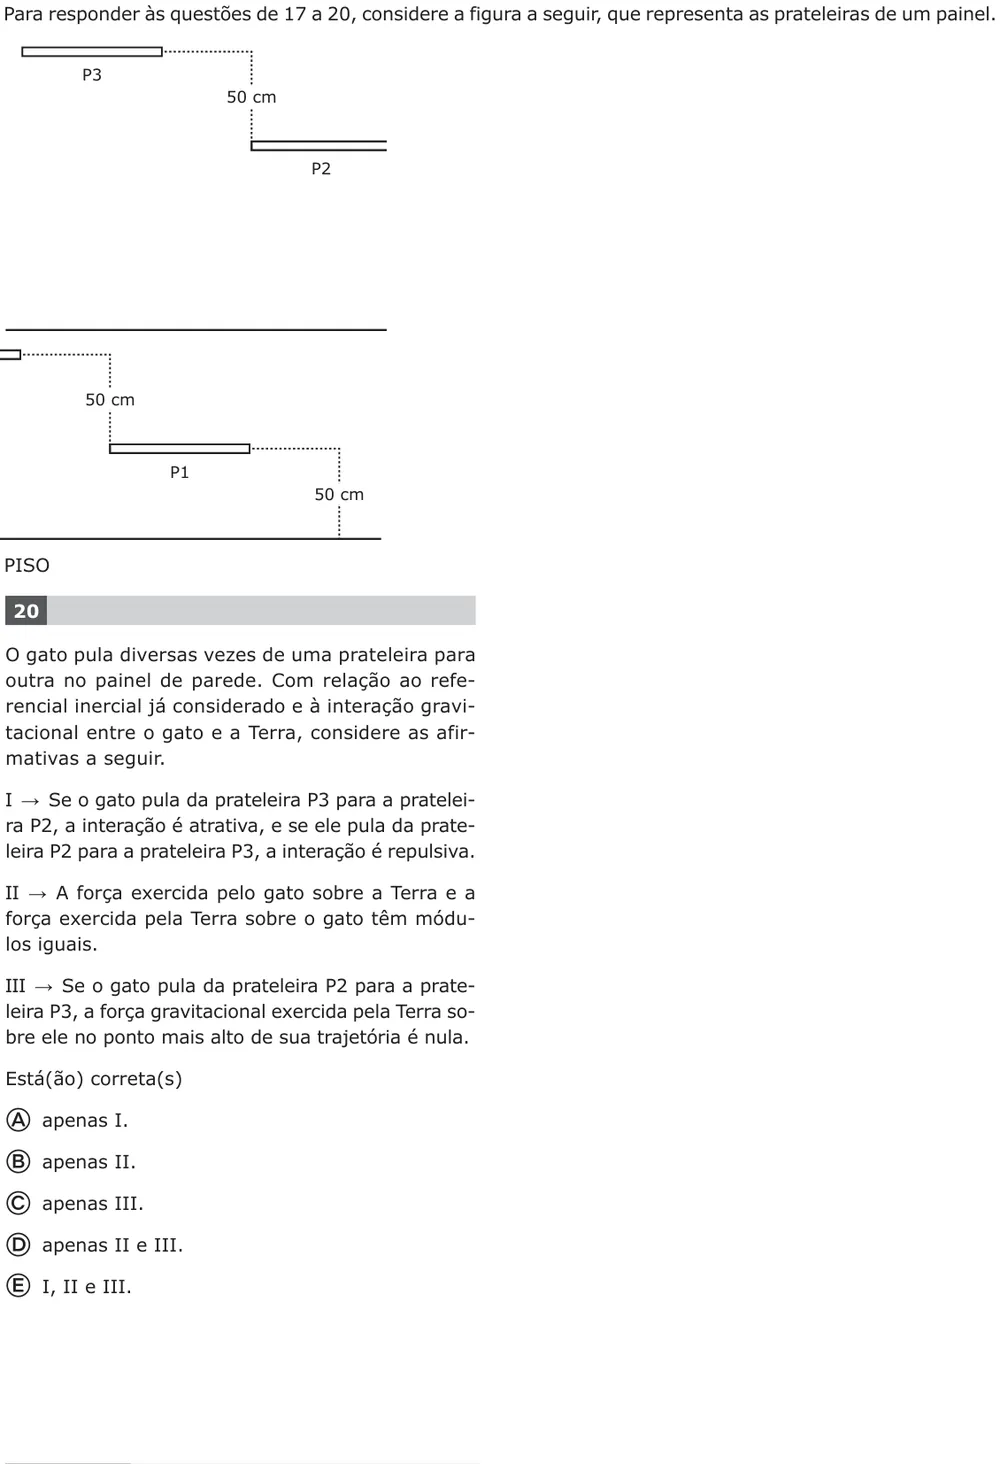 Para responder às questões de 17 a 20, considere a figura a seguir, que representa as prateleiras de um painel.
P3
50 cm
P2
50 cm
P1
50 cm
PISO
20
O gato pula diversas vezes de uma prateleira para
outra no painel de parede. Com relação ao refe-
rencial inercial já considerado e à interação gravi-
tacional entre o gato e a Terra, considere as afir-
mativas a seguir.
I → Se o gato pula da prateleira P3 para a pratelei-
ra P2, a interação é atrativa, e se ele pula da prate-
leira P2 para a prateleira P3, a interação é repulsiva.
II → A força exercida pelo gato sobre a Terra e a
força exercida pela Terra sobre o gato têm módu-
los iguais.
III → Se o gato pula da prateleira P2 para a prate-
leira P3, a força gravitacional exercida pela Terra so-
bre ele no ponto mais alto de sua trajetória é nula.
Está(ão) correta(s)
A apenas I.
B apenas II.
C apenas III.
D apenas II e III.
E I, II e III.